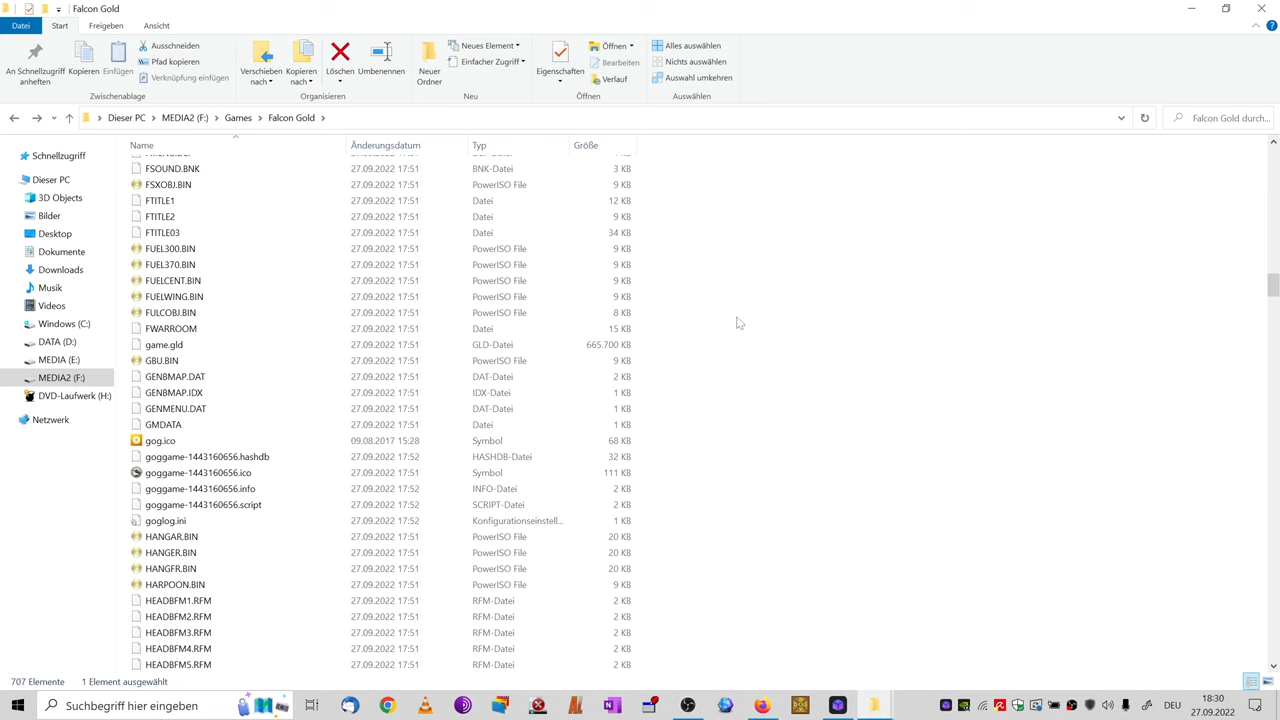 Falcon Gold
Datei Start Freigeben Ansicht
An Schnellzugriff anheften Kopieren Einfügen Ausschneiden Pfad kopieren Verknüpfung einfügen Zwischenablage
Verschieben nach Kopieren nach Löschen Umbenennen Organisieren
Neuer Ordner Neues Element Einfacher Zugriff Neu
Eigenschaften Öffnen Bearbeiten Verlauf Öffnen
Alles auswählen Nichts auswählen Auswahl umkehren Auswählen
Dieser PC > MEDIA2 (F:) > Games > Falcon Gold >
Falcon Gold durch...
Schnellzugriff
Dieser PC
3D Objects
Bilder
Desktop
Dokumente
Downloads
Musik
Videos
Windows (C:)
DATA (D:)
MEDIA (E:)
MEDIA2 (F:)
DVD-Laufwerk (H:)
Netzwerk
Name Änderungsdatum Typ Größe
FSOUND.BNK 27.09.2022 17:51 BNK-Datei 3 KB
FSXOBJ.BIN 27.09.2022 17:51 PowerISO File 9 KB
FTITLE1 27.09.2022 17:51 Datei 12 KB
FTITLE2 27.09.2022 17:51 Datei 9 KB
FTITLE03 27.09.2022 17:51 Datei 34 KB
FUEL300.BIN 27.09.2022 17:51 PowerISO File 9 KB
FUEL370.BIN 27.09.2022 17:51 PowerISO File 9 KB
FUELCENT.BIN 27.09.2022 17:51 PowerISO File 9 KB
FUELWING.BIN 27.09.2022 17:51 PowerISO File 9 KB
FULCOBJ.BIN 27.09.2022 17:51 PowerISO File 8 KB
FWARROOM 27.09.2022 17:51 Datei 15 KB
game.gld 27.09.2022 17:51 GLD-Datei 665.700 KB
GBU.BIN 27.09.2022 17:51 PowerISO File 9 KB
GENBMAP.DAT 27.09.2022 17:51 DAT-Datei 2 KB
GENBMAP.IDX 27.09.2022 17:51 IDX-Datei 1 KB
GENMENU.DAT 27.09.2022 17:51 DAT-Datei 1 KB
GMDATA 27.09.2022 17:51 Datei 1 KB
gog.ico 09.08.2017 15:28 Symbol 68 KB
goggame-1443160656.hashdb 27.09.2022 17:52 HASHDB-Datei 32 KB
goggame-1443160656.ico 27.09.2022 17:52 Symbol 111 KB
goggame-1443160656.info 27.09.2022 17:52 INFO-Datei 2 KB
goggame-1443160656.script 27.09.2022 17:52 SCRIPT-Datei 2 KB
goglog.ini 27.09.2022 17:52 Konfigurationseinstell... 1 KB
HANGAR.BIN 27.09.2022 17:51 PowerISO File 20 KB
HANGER.BIN 27.09.2022 17:51 PowerISO File 20 KB
HANGFR.BIN 27.09.2022 17:51 PowerISO File 20 KB
HARPOON.BIN 27.09.2022 17:51 PowerISO File 9 KB
HEADBFM1.RFM 27.09.2022 17:51 RFM-Datei 2 KB
HEADBFM2.RFM 27.09.2022 17:51 RFM-Datei 2 KB
HEADBFM3.RFM 27.09.2022 17:51 RFM-Datei 2 KB
HEADBFM4.RFM 27.09.2022 17:51 RFM-Datei 2 KB
HEADBFM5.RFM 27.09.2022 17:51 RFM-Datei 2 KB
707 Elemente 1 Element ausgewählt
Suchbegriff hier eingeben
DEU
18:30
27.09.2022